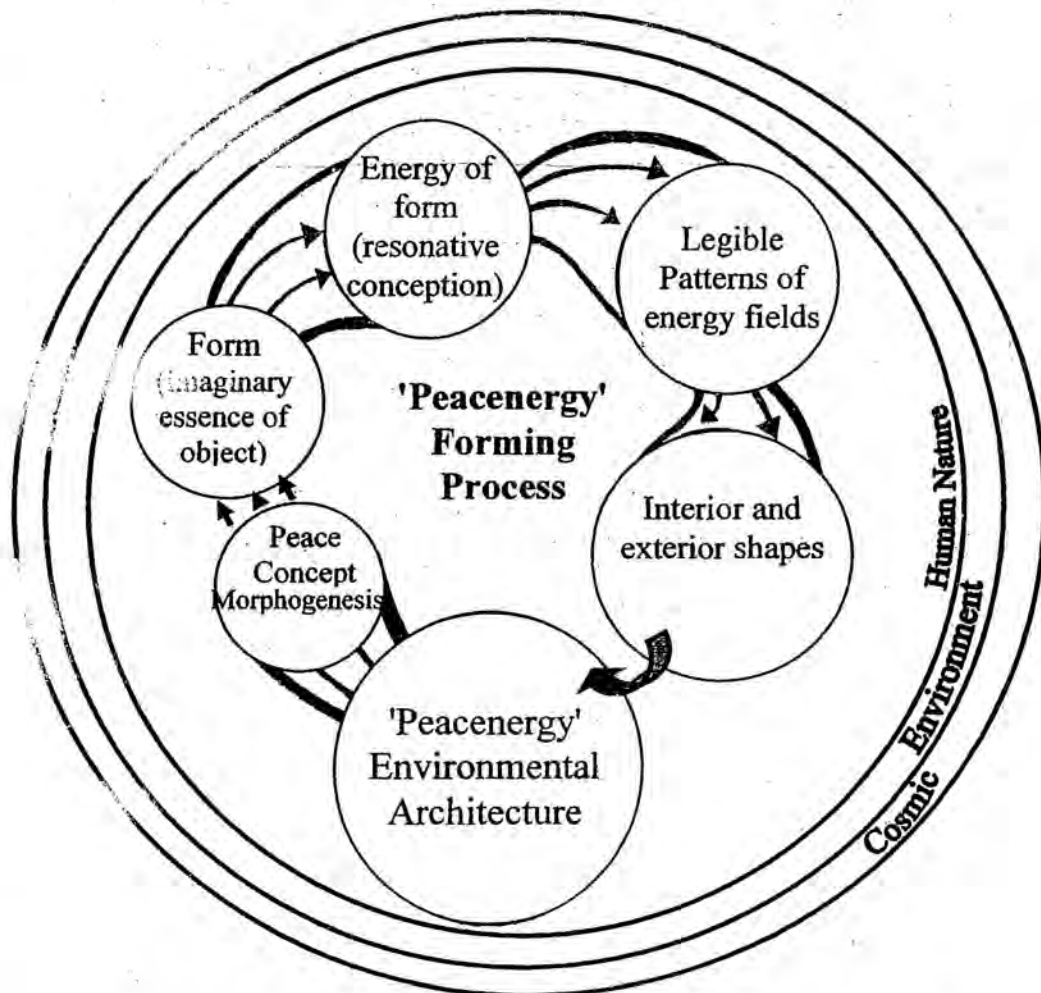 Energy of
form
(resonative
conception)
Legible
Patterns of
energy fields
Form
(imaginary
essence of
object)
'Peacenergy'
Forming
Process
Interior and
exterior shapes
Peace
Concept
Morphogenesis
'Peacenergy'
Environmental
Architecture
Human Nature
Environment
Cosmic